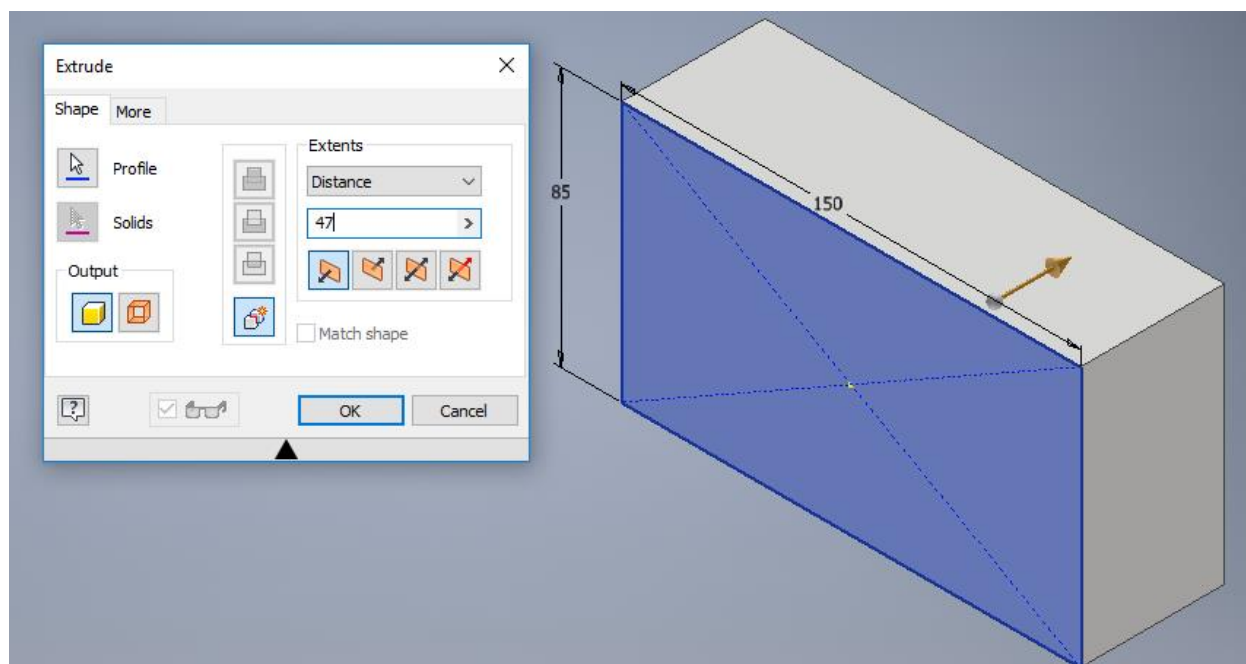 Extrude
Shape More
Profile
Solids
Output
Extents
Distance
47
Match shape
OK
Cancel
85
150